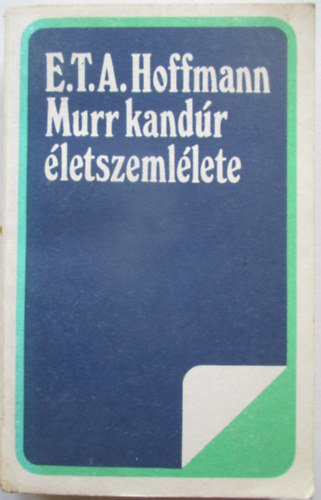 E.T.A. Hoffmann
Murr kandúr
életszemlélete